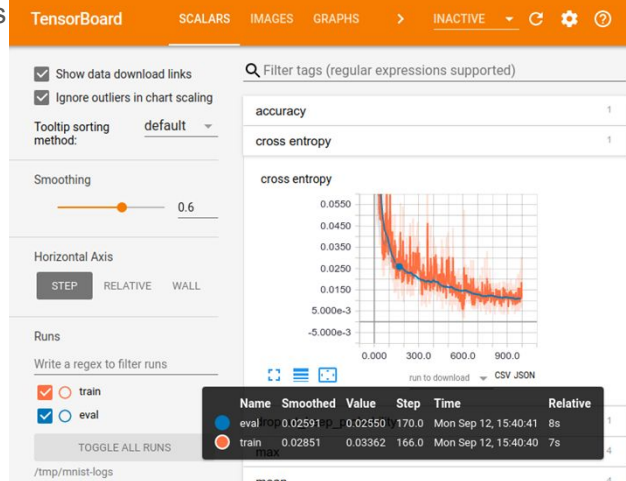 s
TensorBoard SCALARS IMAGES GRAPHS > INACTIVE
Show data download links
Ignore outliers in chart scaling
Tooltip sorting method: default
Smoothing
0.6
Horizontal Axis
STEP RELATIVE WALL
Runs
Write a regex to filter runs
train
eval
TOGGLE ALL RUNS
/tmp/mnist-logs
Filter tags (regular expressions supported)
accuracy 1
cross entropy 1
cross entropy
0.0550
0.0450
0.0350
0.0250
0.0150
5.000e-3
-5.000e-3
0.000 300.0 600.0 900.0
run to download CSV JSON
Name Smoothed Value Step Time Relative
eval 0.02591 0.02550 170.0 Mon Sep 12, 15:40:41 8s
train 0.02851 0.03362 166.0 Mon Sep 12, 15:40:40 7s
1
max 4
mean 4